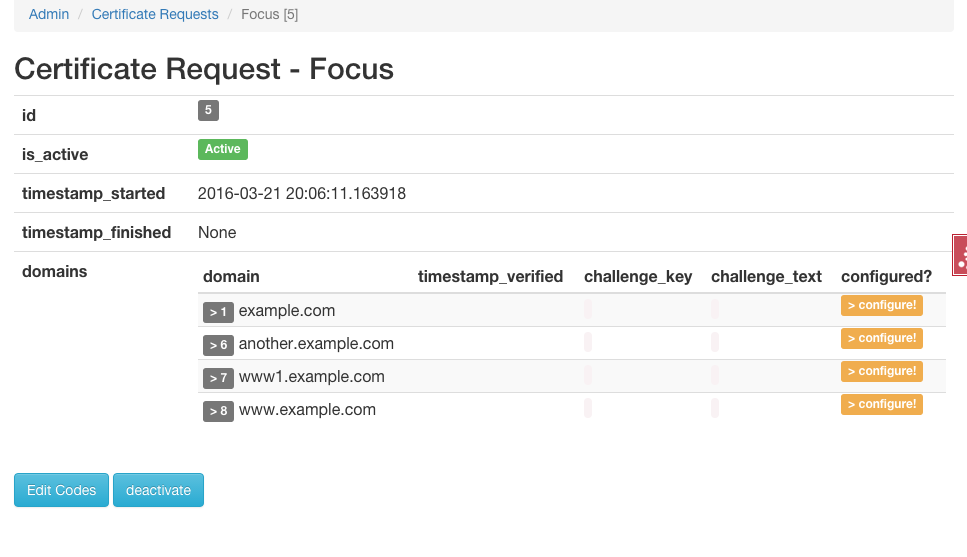 Admin / Certificate Requests / Focus [5]
Certificate Request - Focus
id 5
is_active Active
timestamp_started 2016-03-21 20:06:11.163918
timestamp_finished None
domains domain timestamp_verified challenge_key challenge_text configured?
> 1 example.com > configure!
> 6 another.example.com > configure!
> 7 www1.example.com > configure!
> 8 www.example.com > configure!
Edit Codes deactivate